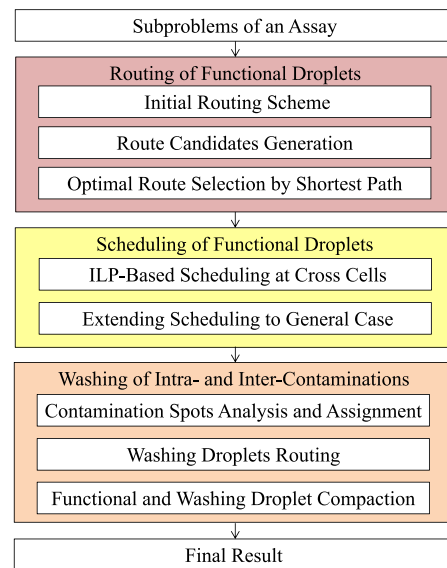 Subproblems of an Assay
Routing of Functional Droplets
Initial Routing Scheme
Route Candidates Generation
Optimal Route Selection by Shortest Path
Scheduling of Functional Droplets
ILP-Based Scheduling at Cross Cells
Extending Scheduling to General Case
Washing of Intra- and Inter-Contaminations
Contamination Spots Analysis and Assignment
Washing Droplets Routing
Functional and Washing Droplet Compaction
Final Result